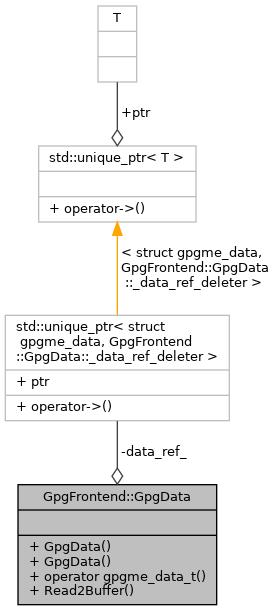 T
+ptr
std::unique_ptr< T >
+ operator->()
< struct gpgme_data,
GpgFrontend::GpgData
::_data_ref_deleter >
std::unique_ptr< struct
gpgme_data, GpgFrontend
::GpgData::_data_ref_deleter >
+ ptr
+ operator->()
-data_ref_
GpgFrontend::GpgData
+ GpgData()
+ GpgData()
+ operator gpgme_data_t()
+ Read2Buffer()